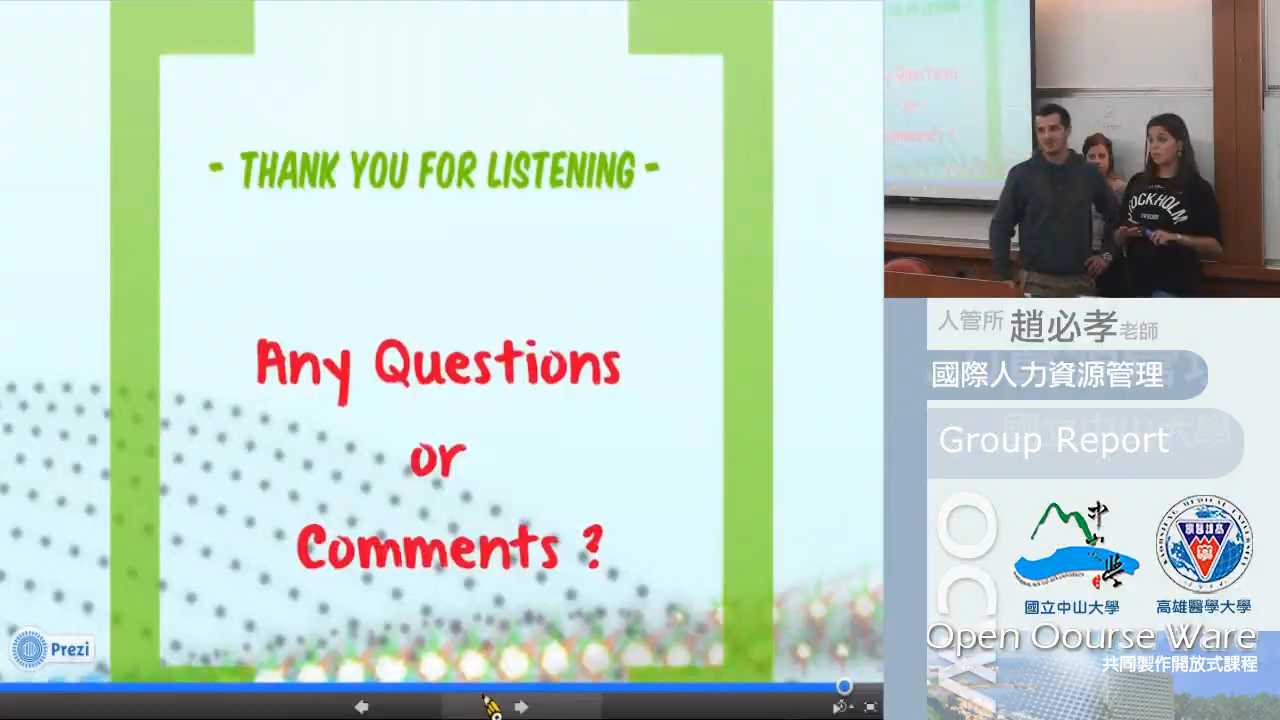 - THANK YOU FOR LISTENING -
Any Questions
or
Comments ?
Prezi
STOCKHOLM
人管所 趙必孝老師
國際人力資源管理
Group Report
OCW
國立中山大學
高雄醫學大學
Open Oourse Ware
共同製作開放式課程